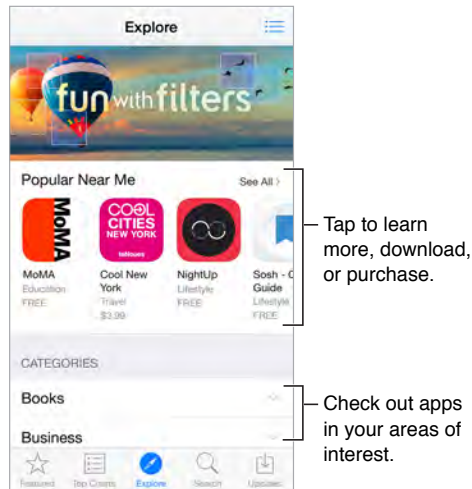 Explore
fun with filters
Popular Near Me
See All >
MoMA
COOL
CITIES
NEW YORK
MoMA
Education
FREE
Cool New
York
Travel
$3.99
NightUp
Lifestyle
FREE
Sosh - C
Guide
Lifestyle
FREE
Tap to learn
more, download,
or purchase.
CATEGORIES
Books
Business
Check out apps
in your areas of
interest.
Featured
Top Charts
Explore
Search
Updates